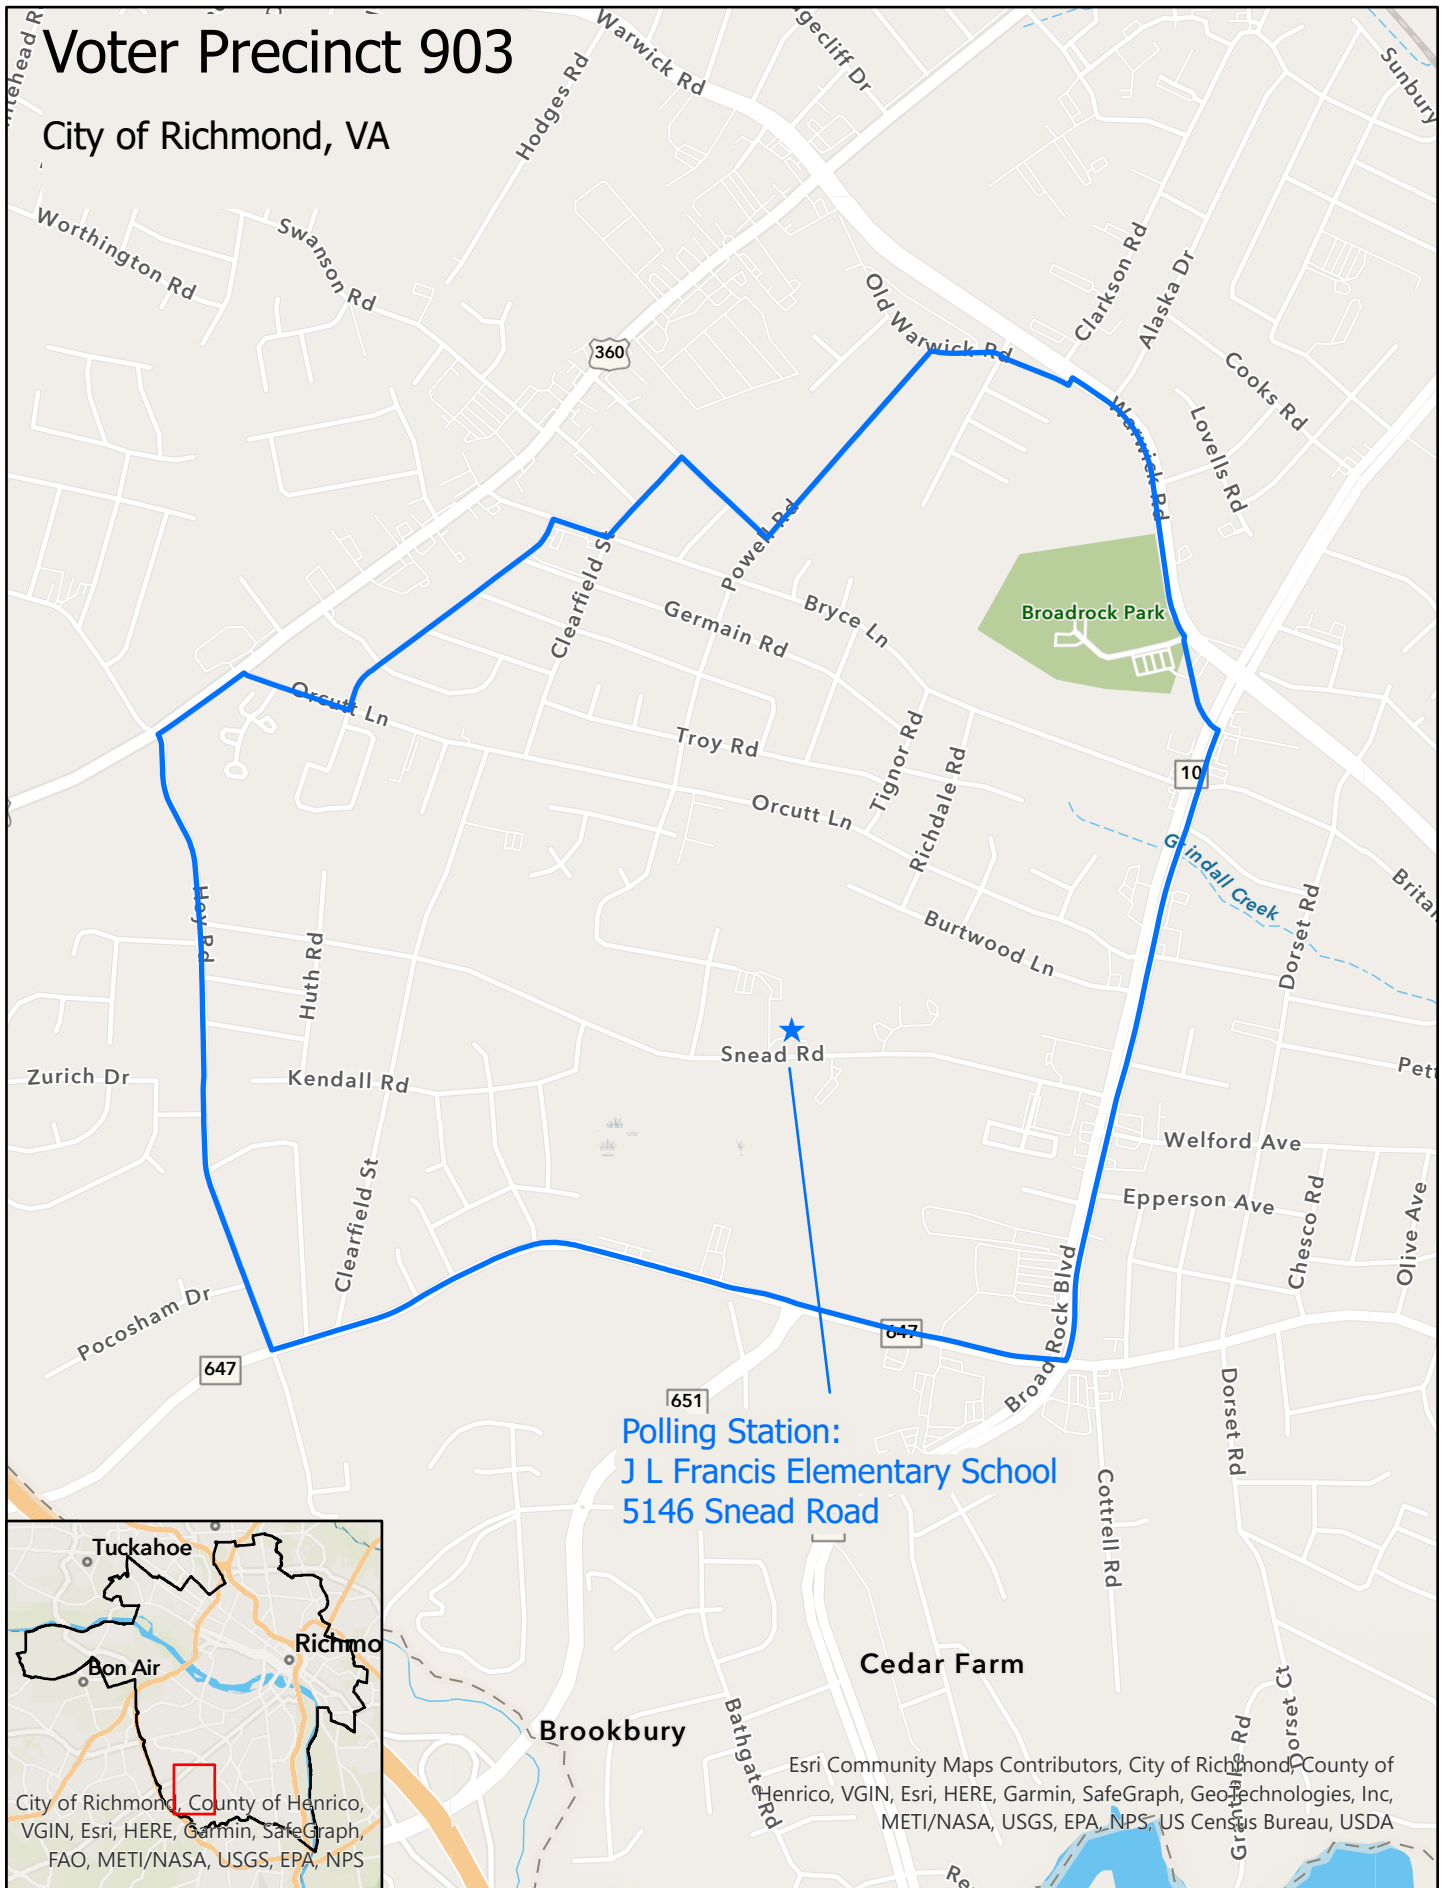 Voter Precinct 903
City of Richmond, VA
Warwick Rd
Hodges Rd
Sunbury
Worthington Rd
Swanson Rd
Clarkson Rd
Alaska Dr
Old Warwick Rd
360
Cooks Rd
Lovells Rd
Warwick Rd
Powell Rd
Clearfield St
Germain Rd
Bryce Ln
Broadrock Park
Orcutt Ln
Troy Rd
Tignor Rd
Richdale Rd
10
Orcutt Ln
Grindall Creek
Hey Rd
Huth Rd
Burtwood Ln
Dorset Rd
Snead Rd
Zurich Dr
Kendall Rd
Welford Ave
Epperson Ave
Chesco Rd
Olive Ave
Clearfield St
Pocosham Dr
Broad Rock Blvd
647
647
651
Polling Station:
J L Francis Elementary School
5146 Snead Road
Dorset Rd
Cottrell Rd
Cedar Farm
Brookbury
Bathgate Rd
Dorset Ct
Grantlake Rd
Tuckahoe
Richmo
Bon Air
City of Richmond, County of Henrico,
VGIN, Esri, HERE, Garmin, SafeGraph,
FAO, METI/NASA, USGS, EPA, NPS
Esri Community Maps Contributors, City of Richmond, County of
Henrico, VGIN, Esri, HERE, Garmin, SafeGraph, GeoTechnologies, Inc,
METI/NASA, USGS, EPA, NPS, US Census Bureau, USDA